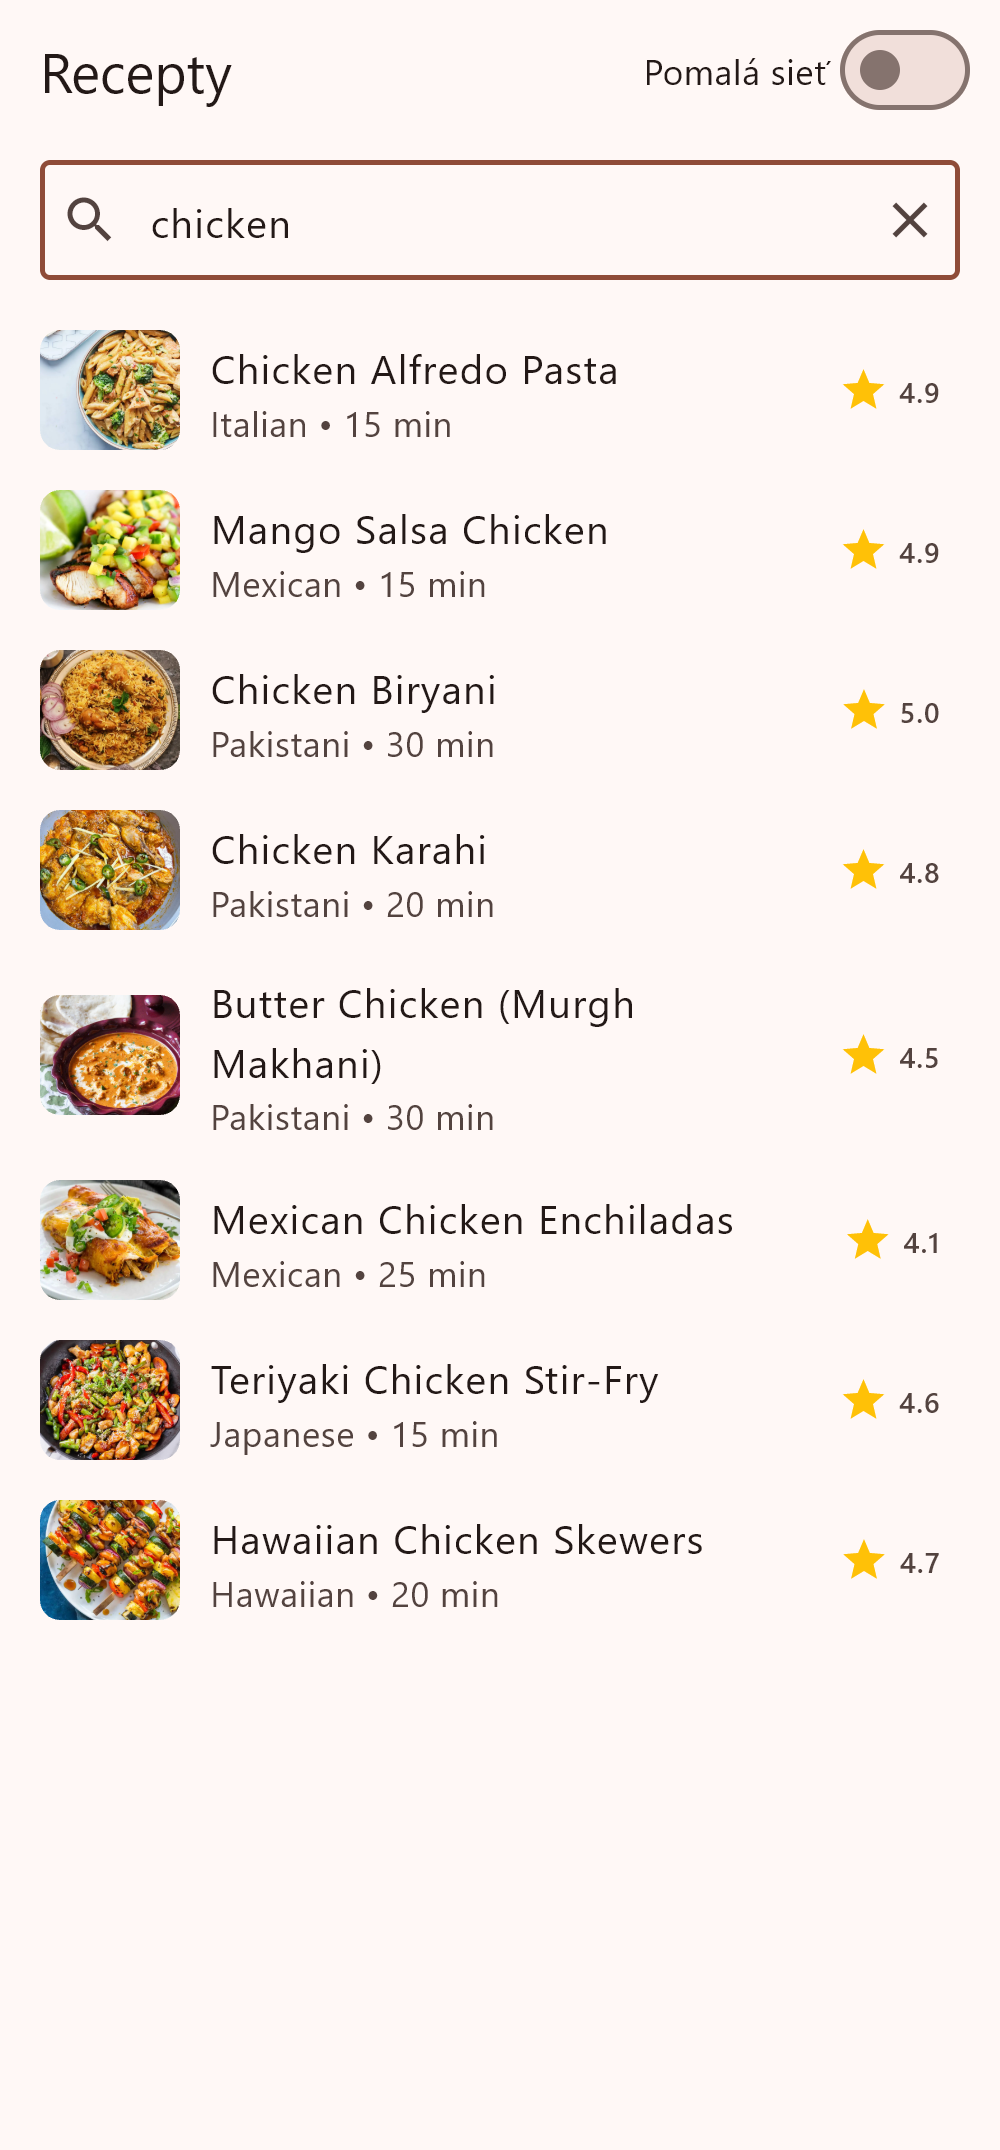 Recepty
Pomalá sieť
chicken
Chicken Alfredo Pasta
Italian • 15 min
4.9
Mango Salsa Chicken
Mexican • 15 min
4.9
Chicken Biryani
Pakistani • 30 min
5.0
Chicken Karahi
Pakistani • 20 min
4.8
Butter Chicken (Murgh
Makhani)
Pakistani • 30 min
4.5
Mexican Chicken Enchiladas
Mexican • 25 min
4.1
Teriyaki Chicken Stir-Fry
Japanese • 15 min
4.6
Hawaiian Chicken Skewers
Hawaiian • 20 min
4.7